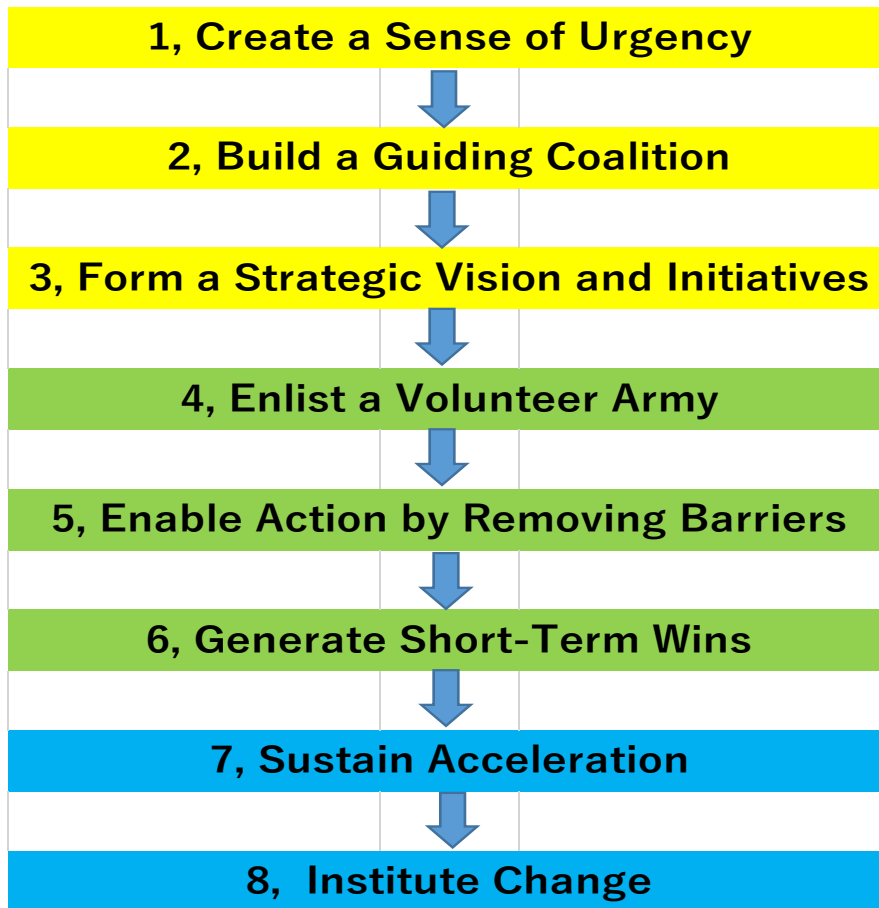 1, Create a Sense of Urgency
2, Build a Guiding Coalition
3, Form a Strategic Vision and Initiatives
4, Enlist a Volunteer Army
5, Enable Action by Removing Barriers
6, Generate Short-Term Wins
7, Sustain Acceleration
8,  Institute Change